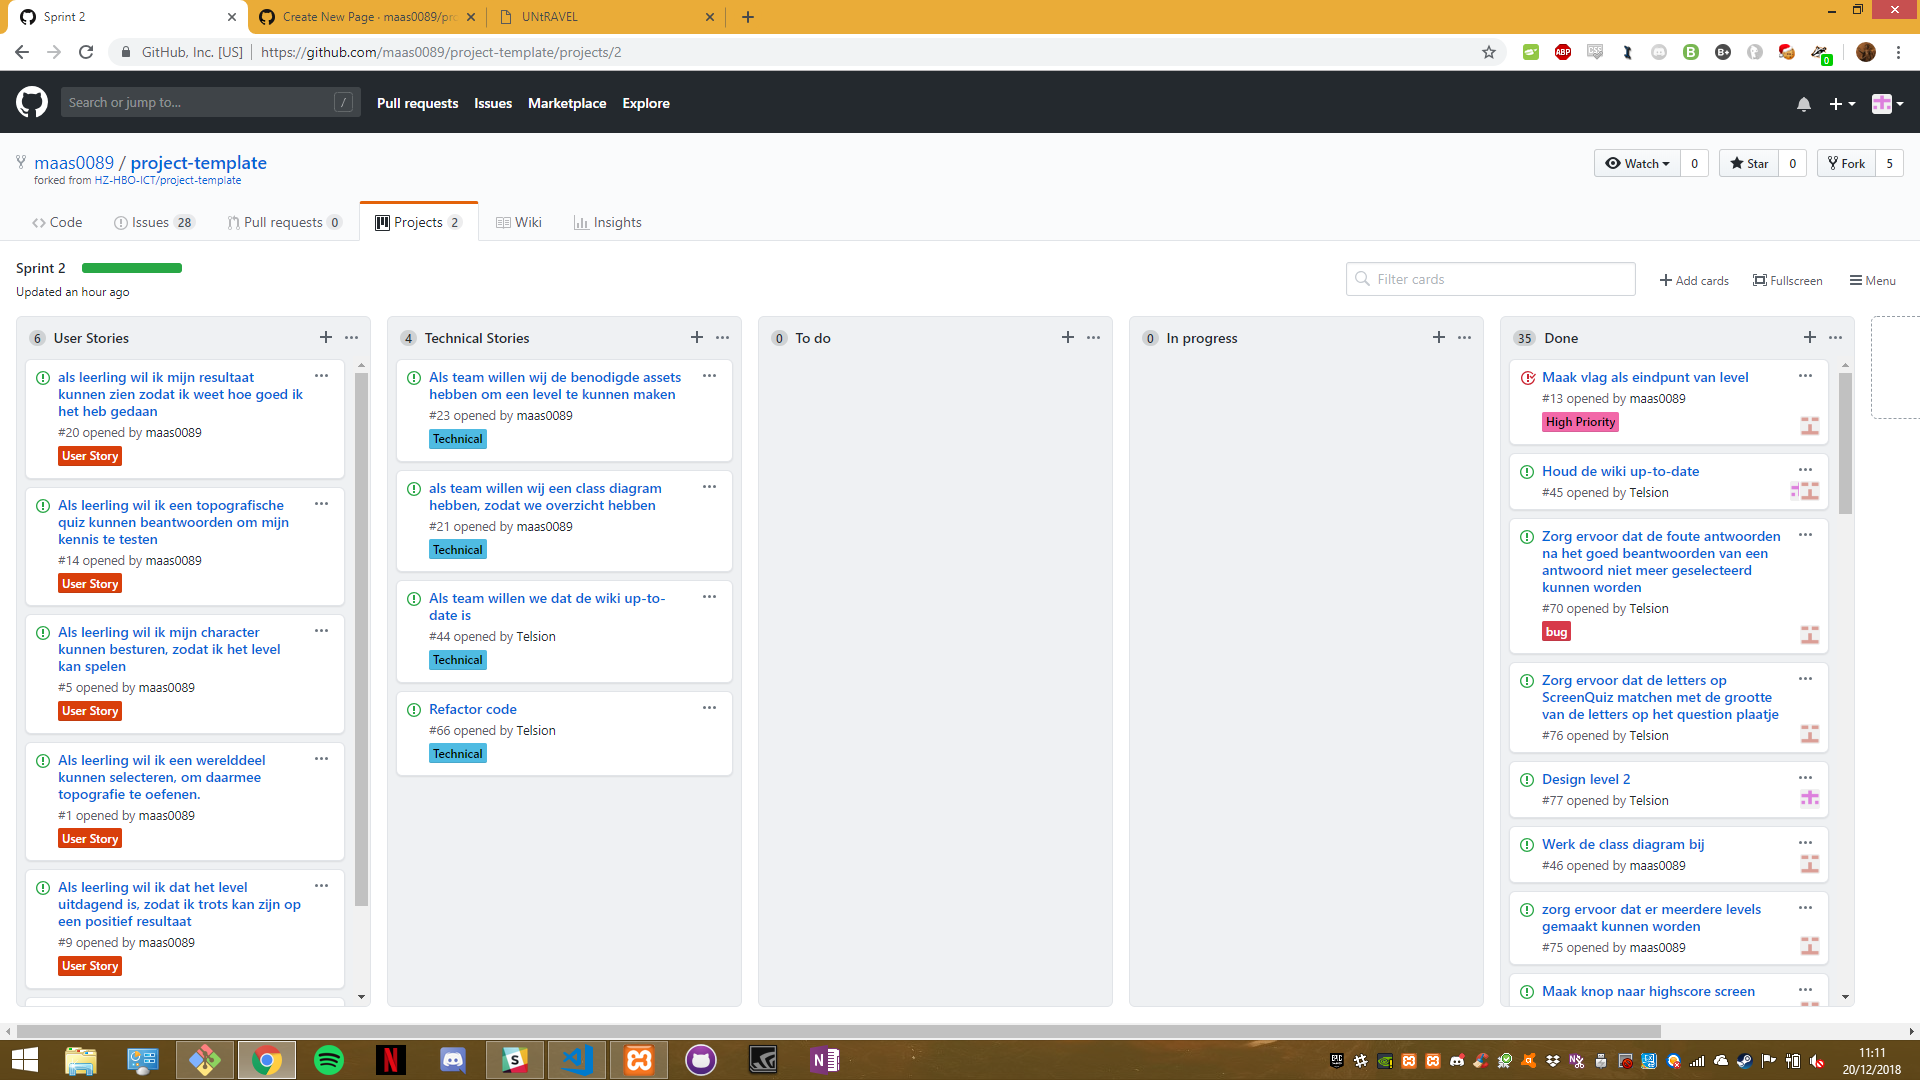 Sprint 2
Create New Page · maas0089/pro
UNtRAVEL
GitHub, Inc. [US]
https://github.com/maas0089/project-template/projects/2
Search or jump to...
/
Pull requests
Issues
Marketplace
Explore
maas0089 / project-template
forked from HZ-HBO-ICT/project-template
Watch
0
Star
0
Fork
5
Code
Issues 28
Pull requests 0
Projects 2
Wiki
Insights
Sprint 2
Updated an hour ago
Filter cards
Add cards
Fullscreen
Menu
6 User Stories
als leerling wil ik mijn resultaat
kunnen zien zodat ik weet hoe goed ik
het heb gedaan
#20 opened by maas0089
User Story
Als leerling wil ik een topografische
quiz kunnen beantwoorden om mijn
kennis te testen
#14 opened by maas0089
User Story
Als leerling wil ik mijn character
kunnen besturen, zodat ik het level
kan spelen
#5 opened by maas0089
User Story
Als leerling wil ik een werelddeel
kunnen selecteren, om daarmee
topografie te oefenen.
#1 opened by maas0089
User Story
Als leerling wil ik dat het level
uitdagend is, zodat ik trots kan zijn op
een positief resultaat
#9 opened by maas0089
User Story
4 Technical Stories
Als team willen wij de benodigde assets
hebben om een level te kunnen maken
#23 opened by maas0089
Technical
als team willen wij een class diagram
hebben, zodat we overzicht hebben
#21 opened by maas0089
Technical
Als team willen we dat de wiki up-to-
date is
#44 opened by Telsion
Technical
Refactor code
#66 opened by Telsion
Technical
0 To do
0 In progress
35 Done
Maak vlag als eindpunt van level
#13 opened by maas0089
High Priority
Houd de wiki up-to-date
#45 opened by Telsion
Zorg ervoor dat de foute antwoorden
na het goed beantwoorden van een
antwoord niet meer geselecteerd
kunnen worden
#70 opened by Telsion
bug
Zorg ervoor dat de letters op
ScreenQuiz matchen met de grootte
van de letters op het question plaatje
#76 opened by Telsion
Design level 2
#77 opened by Telsion
Werk de class diagram bij
#46 opened by maas0089
zorg ervoor dat er meerdere levels
gemaakt kunnen worden
#75 opened by maas0089
Maak knop naar highscore screen
11:11
20/12/2018